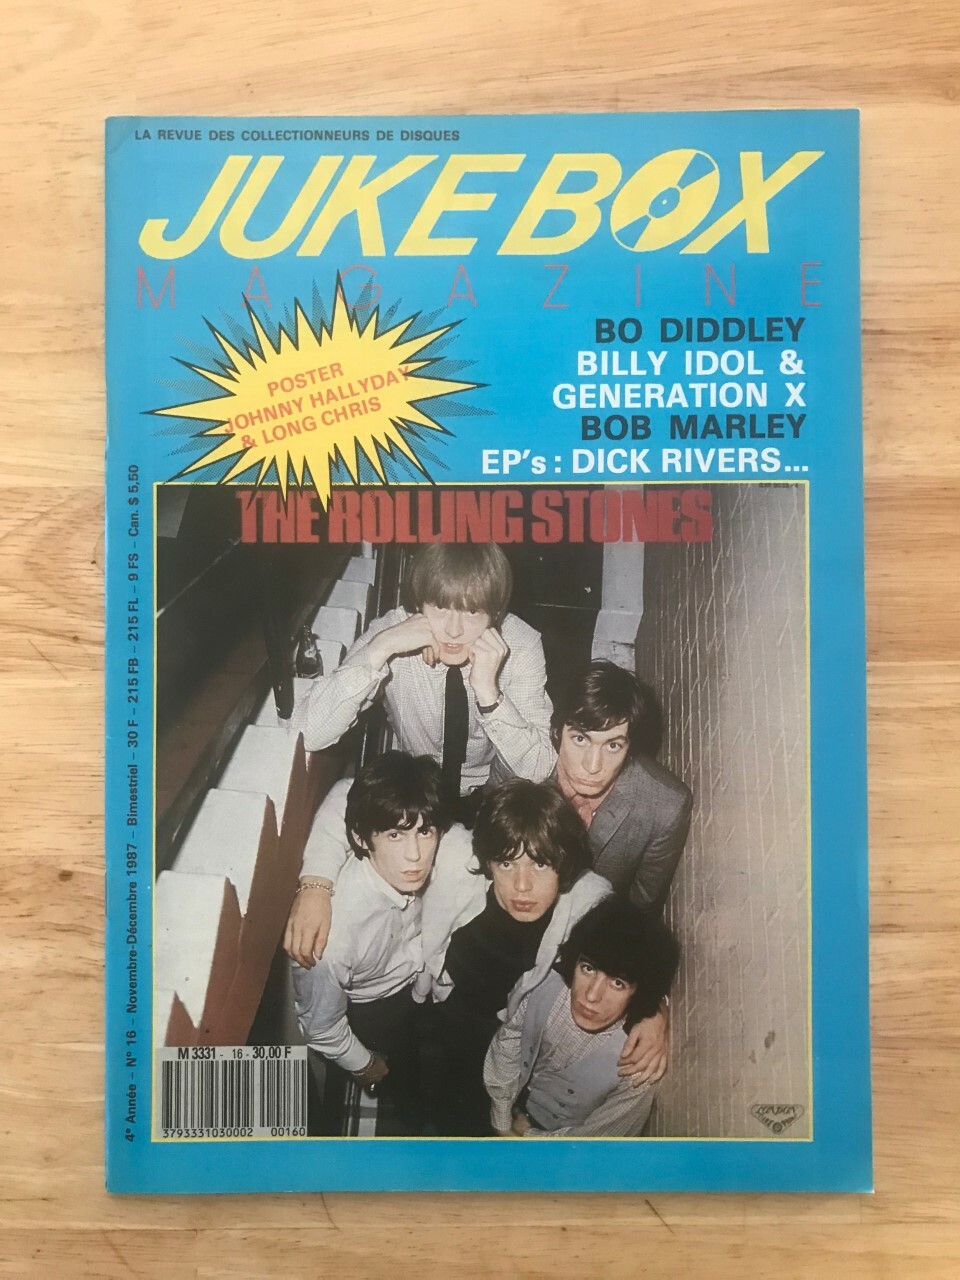 LA REVUE DES COLLECTIONNEURS DE DISQUES
JUKE BOX
MAGAZINE
POSTER
JOHNNY HALLYDAY
& LONG CHRIS
BO DIDDLEY
BILLY IDOL &
GENERATION X
BOB MARLEY
EP's : DICK RIVERS...
4e Année – N° 16 – Novembre-Décembre 1987 – Bimestriel – 30 F – 215 FB – 215 FL – 9 FS – Can. $ 5,50
THE ROLLING STONES
M 3331 - 16 - 30,00 F
3793331030002 00160
LONDON